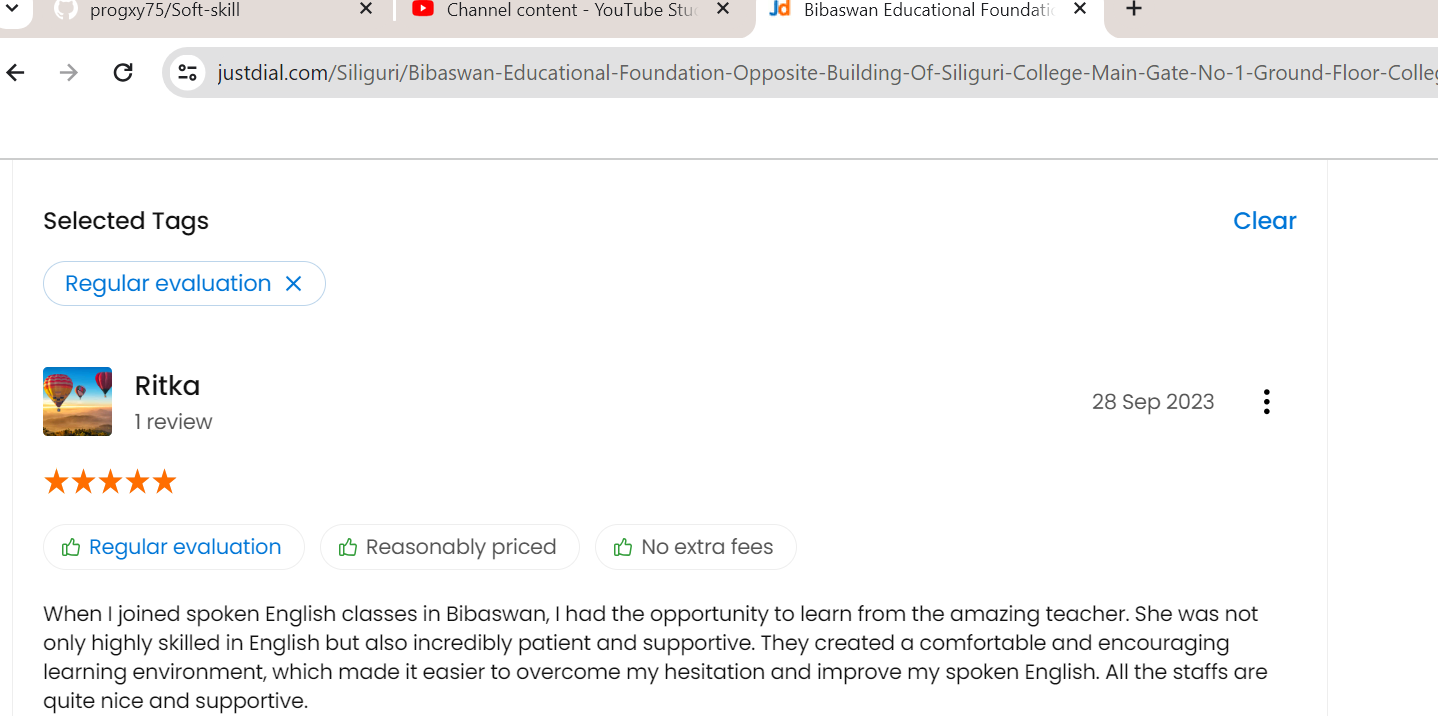 progxy75/Soft-skill
Channel content - YouTube Stu
Bibaswan Educational Foundati
justdial.com/Siliguri/Bibaswan-Educational-Foundation-Opposite-Building-Of-Siliguri-College-Main-Gate-No-1-Ground-Floor-Colle
Selected Tags
Clear
Regular evaluation
Ritka
1 review
28 Sep 2023
Regular evaluation
Reasonably priced
No extra fees
When I joined spoken English classes in Bibaswan, I had the opportunity to learn from the amazing teacher. She was not
only highly skilled in English but also incredibly patient and supportive. They created a comfortable and encouraging
learning environment, which made it easier to overcome my hesitation and improve my spoken English. All the staffs are
quite nice and supportive.